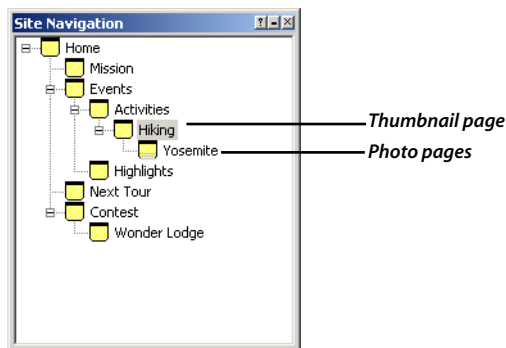 Site Navigation
Home
Mission
Events
Activities
Hiking
Thumbnail page
Yosemite
Photo pages
Highlights
Next Tour
Contest
Wonder Lodge